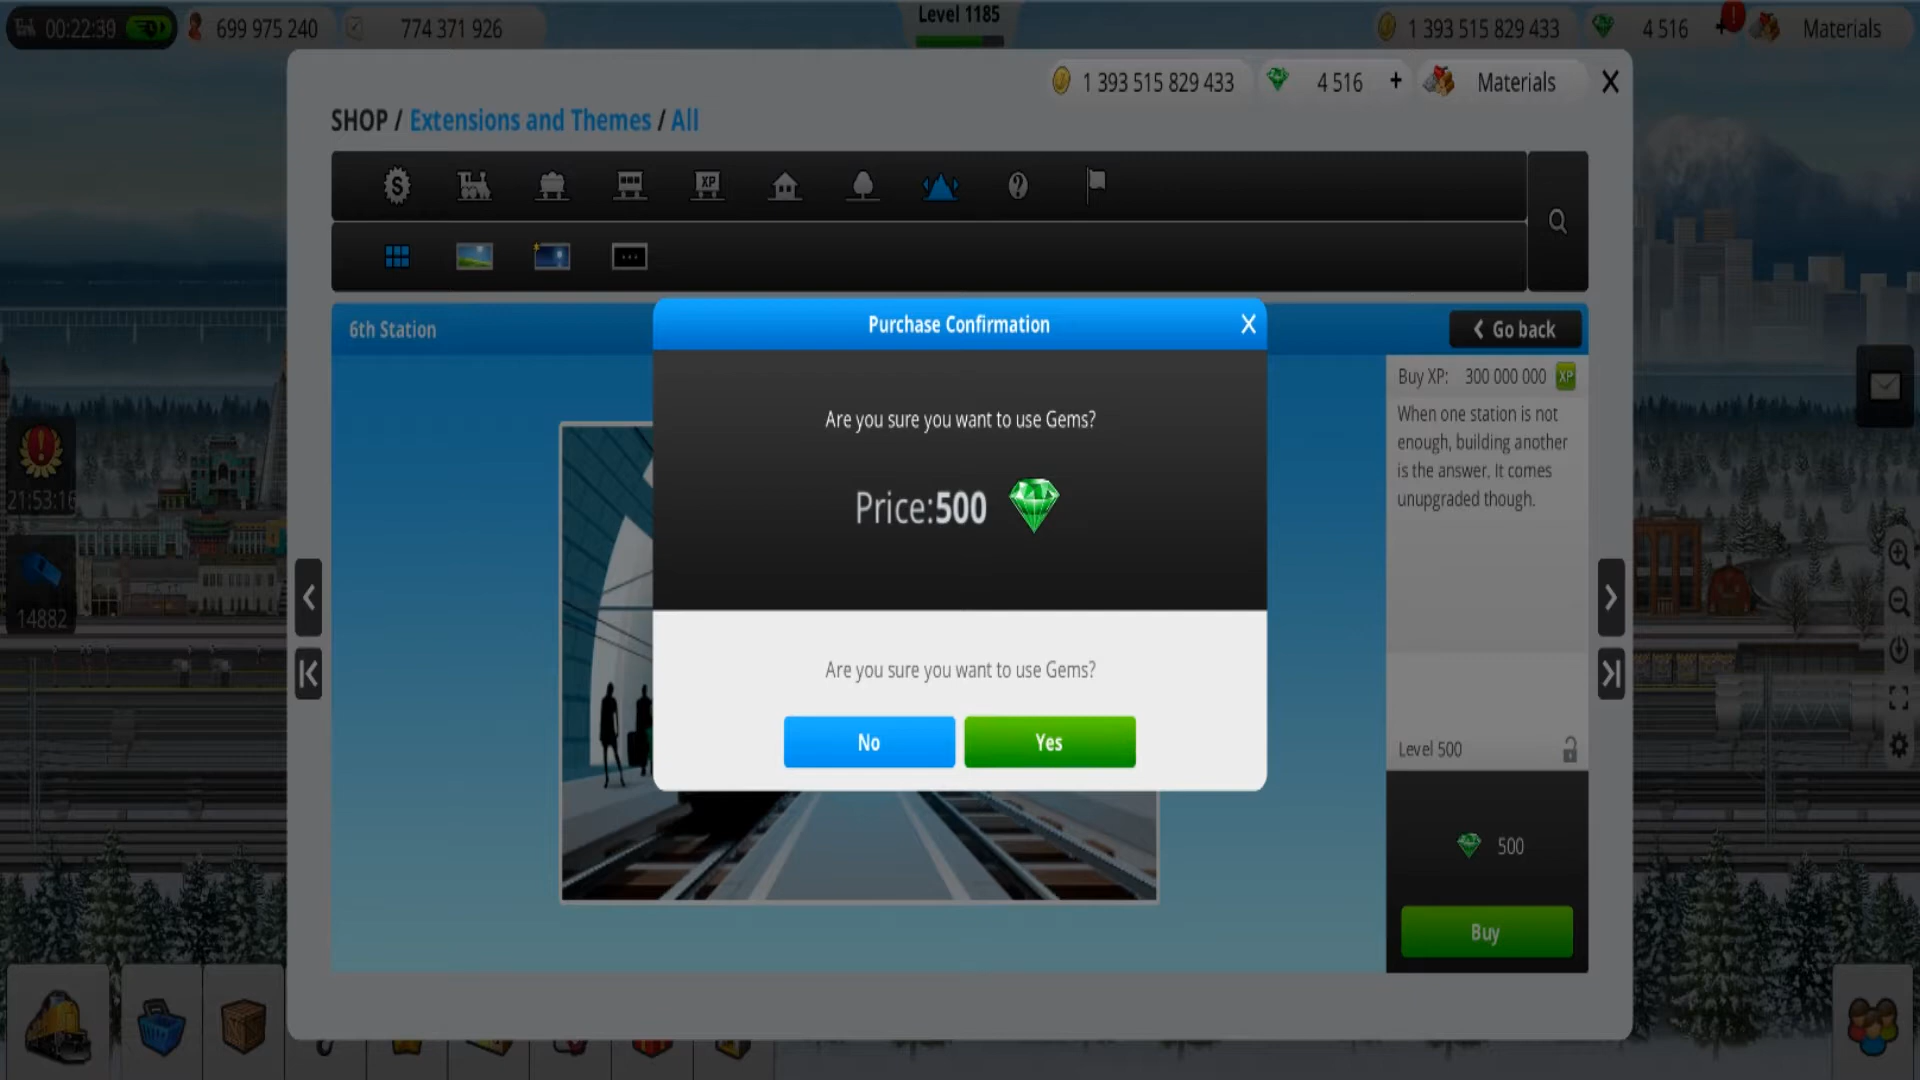 00:22:39
699 975 240
774 371 926
Level 1185
1 393 515 829 433
4 516
+
!
Materials
1 393 515 829 433
4 516
+
Materials
X
SHOP / Extensions and Themes / All
S
XP
?
...
6th Station
Go back
Purchase Confirmation
X
Are you sure you want to use Gems?
Price:500
Are you sure you want to use Gems?
No
Yes
Buy XP: 300 000 000 XP
When one station is not
enough, building another
is the answer. It comes
unupgraded though.
Level 500
500
Buy
21:53:16
14882